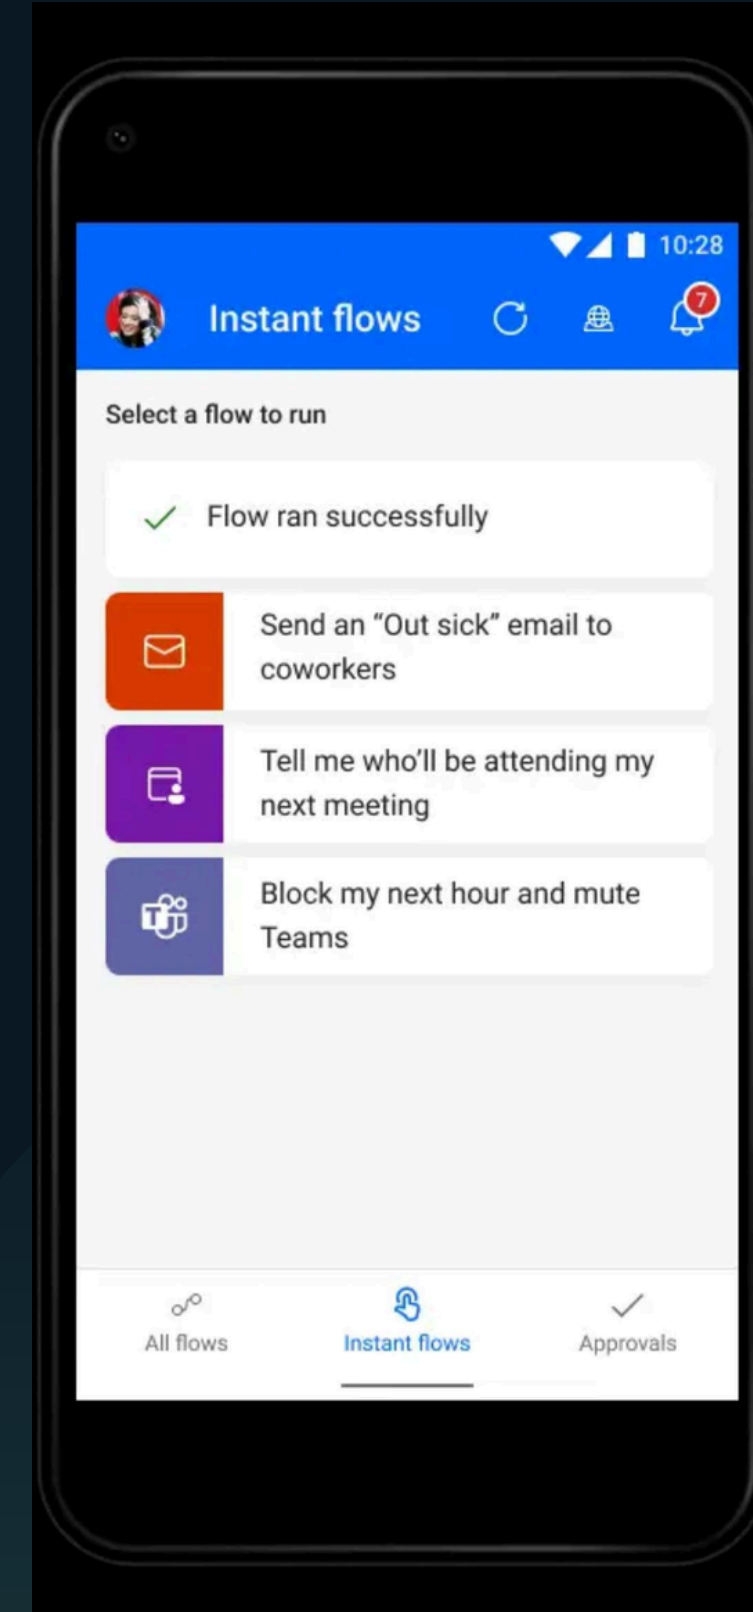 10:28
Instant flows
7
Select a flow to run
Flow ran successfully
Send an “Out sick” email to
coworkers
Tell me who’ll be attending my
next meeting
T
Block my next hour and mute
Teams
All flows
Instant flows
Approvals